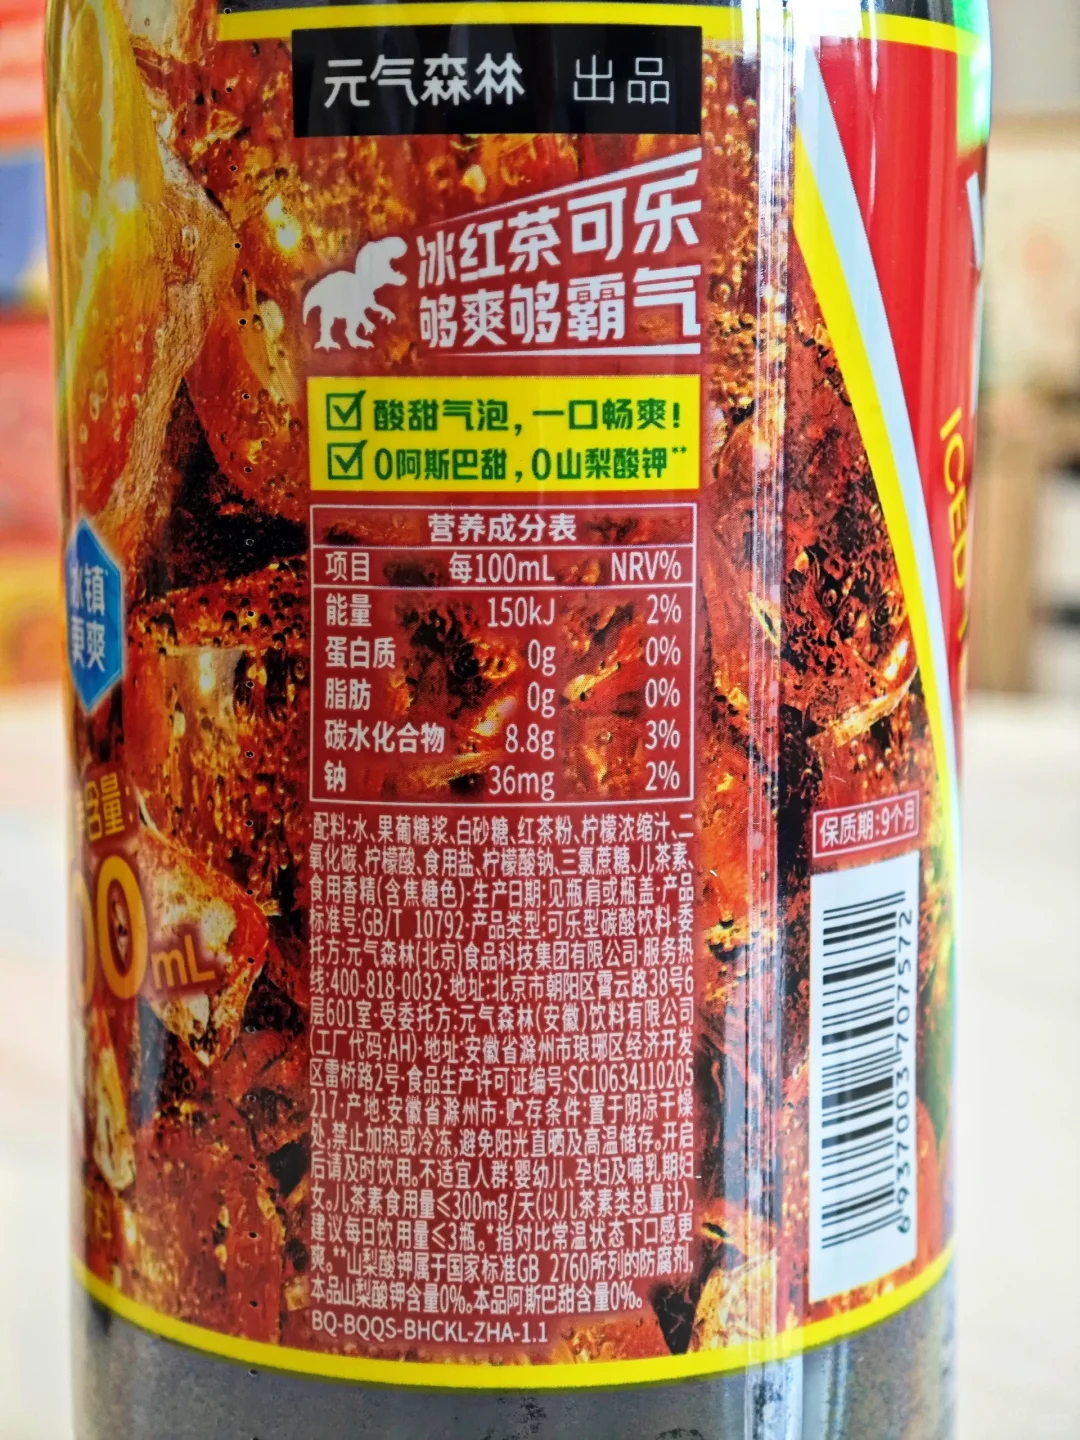 元气森林 出品
冰红茶可乐
够爽够霸气
酸甜气泡,一口畅爽!
0阿斯巴甜,0山梨酸钾**
营养成分表
项目 每100mL NRV%
能量 150kJ 2%
蛋白质 0g 0%
脂肪 0g 0%
碳水化合物 8.8g 3%
钠 36mg 2%
·配料:水、果葡糖浆、白砂糖、红茶粉、柠檬浓缩汁、二
氧化碳、柠檬酸、食用盐、柠檬酸钠、三氯蔗糖、儿茶素、
食用香精(含焦糖色)·生产日期:见瓶肩或瓶盖·产品
标准号:GB/T 10792·产品类型:可乐型碳酸饮料·委
托方:元气森林(北京)食品科技集团有限公司·服务热
线:400-818-0032·地址:北京市朝阳区霄云路38号6
层601室·受委托方:元气森林(安徽)饮料有限公司
(工厂代码:AH)·地址:安徽省滁州市琅琊区经济开发
区雷桥路2号·食品生产许可证编号:SC10634110205
217·产地:安徽省滁州市·贮存条件:置于阴凉干燥
处,禁止加热或冷冻,避免阳光直晒及高温储存。开启
后请及时饮用。不适宜人群:婴幼儿、孕妇及哺乳期妇
女。儿茶素食用量≤300mg/天(以儿茶素类总量计),
建议每日饮用量≤3瓶。*指对比常温状态下口感更
爽。**山梨酸钾属于国家标准GB 2760所列的防腐剂,
本品山梨酸钾含量0%。本品阿斯巴甜含量0%。
BQ-BQQS-BHCKL-ZHA-1.1
冰镇*
更爽
含量
00mL
保质期:9个月
6937003707572
ICED